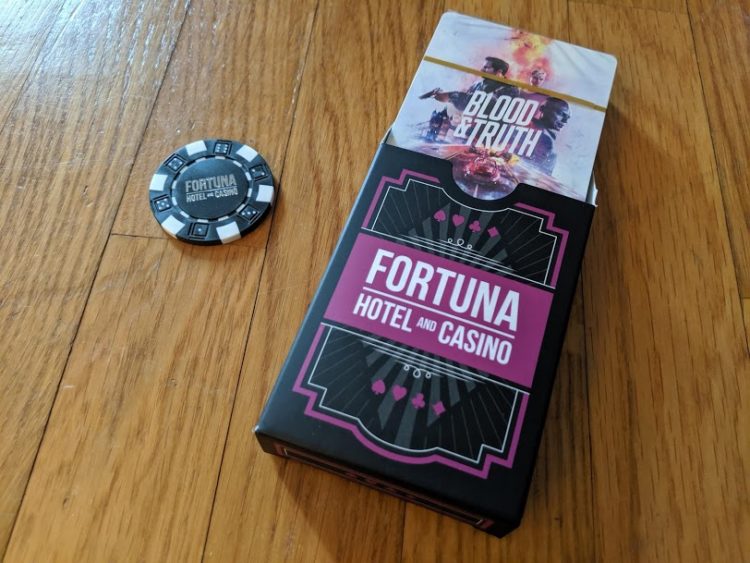 FORTUNA
HOTEL AND CASINO
BLOOD
& TRUTH
FORTUNA
HOTEL AND CASINO